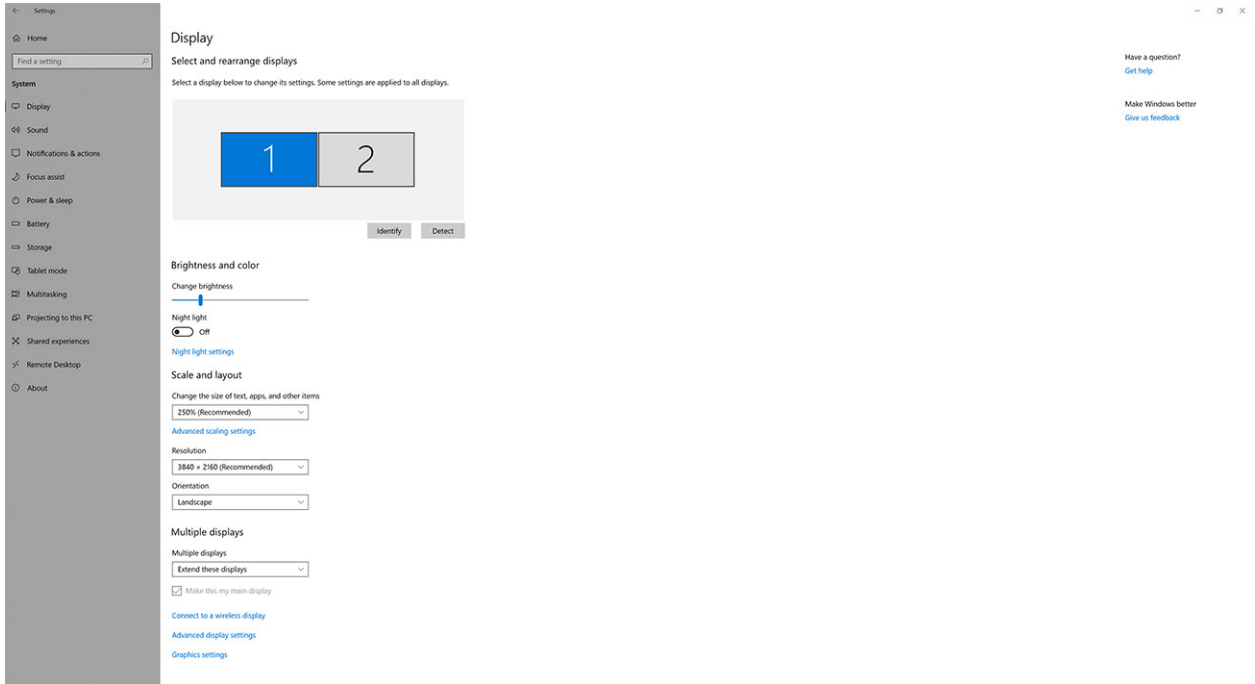 Settings
Home
Find a setting
System
Display
Sound
Notifications & actions
Focus assist
Power & sleep
Battery
Storage
Tablet mode
Multitasking
Projecting to this PC
Shared experiences
Remote Desktop
About
Display
Select and rearrange displays
Select a display below to change its settings. Some settings are applied to all displays.
1 2
Identify Detect
Brightness and color
Change brightness
Night light
Off
Night light settings
Scale and layout
Change the size of text, apps, and other items
250% (Recommended)
Advanced scaling settings
Resolution
3840 × 2160 (Recommended)
Orientation
Landscape
Multiple displays
Multiple displays
Extend these displays
Make this my main display
Connect to a wireless display
Advanced display settings
Graphics settings
Have a question?
Get help
Make Windows better
Give us feedback